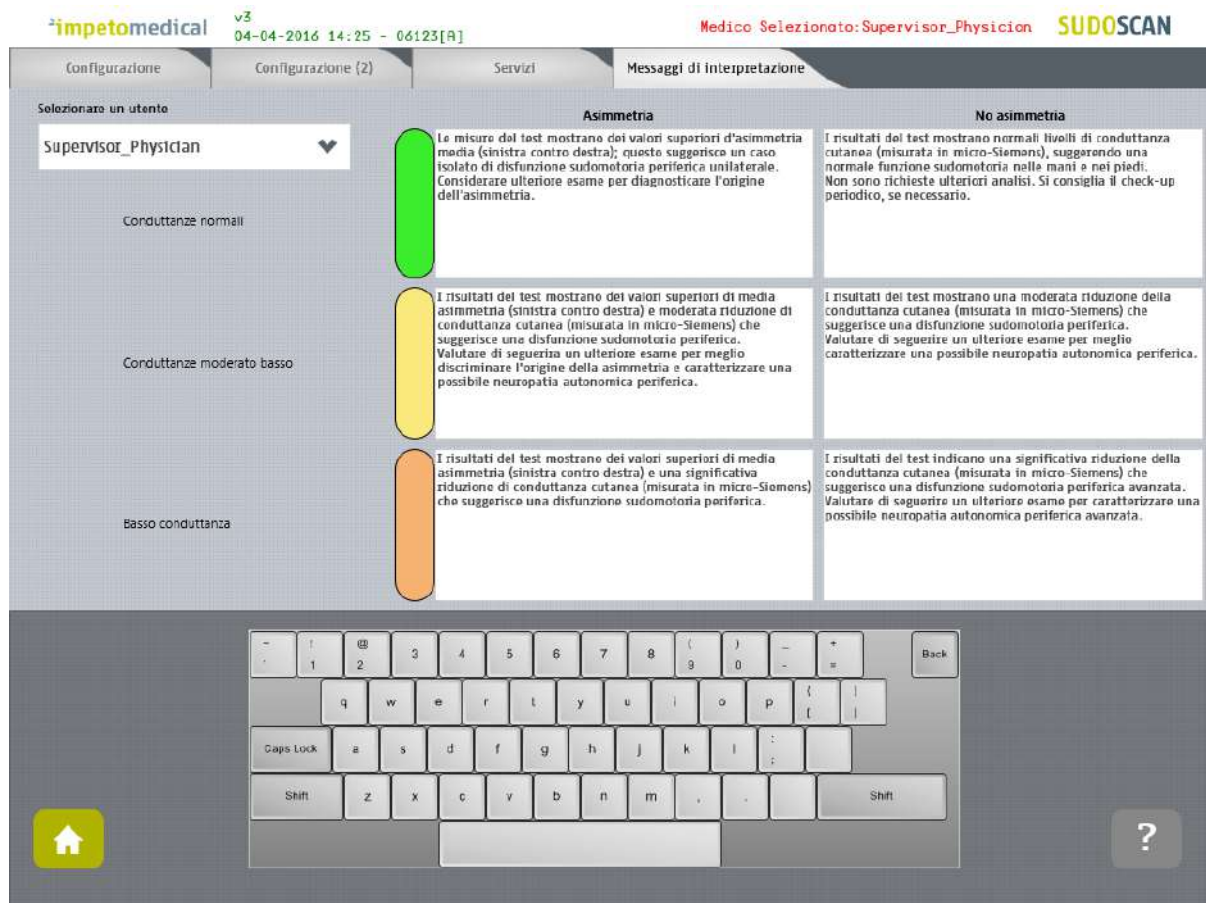 impetomedical
v3
04-04-2016 14:25 - 06123[A]
Medico Selezionato:Supervisor_Physicion
SUDOSCAN
Configurazione
Configurazione (2)
Servizi
Messaggi di interpretazione
Selezionare un utente
Supervisor_Physician
Asimmetria
No asimmetria
Conduttanze normali
Le misure del test mostrano dei valori superiori d'asimmetria
media (sinistra contro destra); questo suggerisce un caso
isolato di disfunzione sudomotoria periferica unilaterale.
Considerare ulteriore esame per diagnosticare l'origine
dell'asimmetria.
I risultati del test mostrano normali livelli di conduttanza
cutanea (misurata in micro-Siemens), suggerendo una
normale funzione sudomotoria nelle mani e nei piedi.
Non sono richieste ulteriori analisi. Si consiglia il check-up
periodico, se necessario.
Conduttanze moderato basso
I risultati del test mostrano dei valori superiori di media
asimmetria (sinistra contro destra) e moderata riduzione di
conduttanza cutanea (misurata in micro-Siemens) che
suggerisce una disfunzione sudomotoria periferica.
Valutare di segueriza un ulteriore esame per meglio
discriminare l'origine della asimmetria e caratterizzare una
possibile neuropatia autonomica periferica.
I risultati del test mostrano una moderata riduzione della
conduttanza cutanea (misurata in micro-Siemens) che
suggerisce una disfunzione sudomotoria periferica.
Valutare di seguerire un ulteriore esame per meglio
caratterizzare una possibile neuropatia autonomica periferica.
Basso conduttanza
I risultati del test mostrano dei valori superiori di media
asimmetria (sinistra contro destra) e una significativa
riduzione di conduttanza cutanea (misurata in micro-Siemens)
che suggerisce una disfunzione sudomotoria periferica.
I risultati del test indicano una significativa riduzione della
conduttanza cutanea (misurata in micro-Siemens) che
suggerisce una disfunzione sudomotoria periferica avanzata.
Valutare di seguerire un ulteriore esame per caratterizzare una
possibile neuropatia autonomica periferica avanzata.
~ ! @ ( ) _ +
1 2 3 4 5 6 7 8 9 0 - = Back
q w e r t y u i o p { [ |
Caps Lock a s d f g h j k l : ;
Shift z x c v b n m , . Shift
?